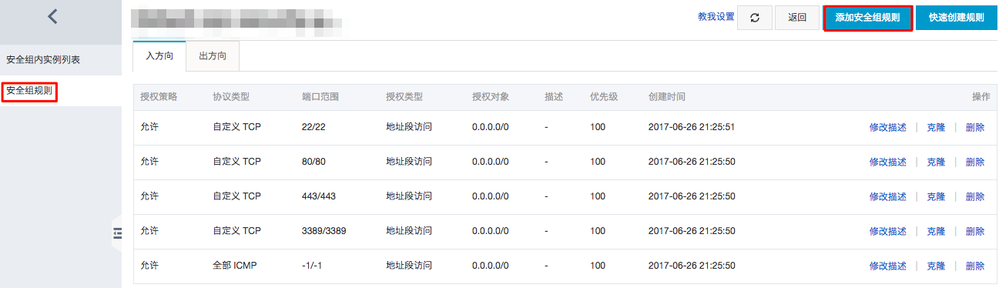 教我设置 返回 添加安全组规则 快速创建规则
安全组内实例列表
安全组规则
入方向 出方向
授权策略 协议类型 端口范围 授权类型 授权对象 描述 优先级 创建时间 操作
允许 自定义 TCP 22/22 地址段访问 0.0.0.0/0 - 100 2017-06-26 21:25:51 修改描述 | 克隆 | 删除
允许 自定义 TCP 80/80 地址段访问 0.0.0.0/0 - 100 2017-06-26 21:25:50 修改描述 | 克隆 | 删除
允许 自定义 TCP 443/443 地址段访问 0.0.0.0/0 - 100 2017-06-26 21:25:50 修改描述 | 克隆 | 删除
允许 自定义 TCP 3389/3389 地址段访问 0.0.0.0/0 - 100 2017-06-26 21:25:50 修改描述 | 克隆 | 删除
允许 全部 ICMP -1/-1 地址段访问 0.0.0.0/0 - 100 2017-06-26 21:25:50 修改描述 | 克隆 | 删除